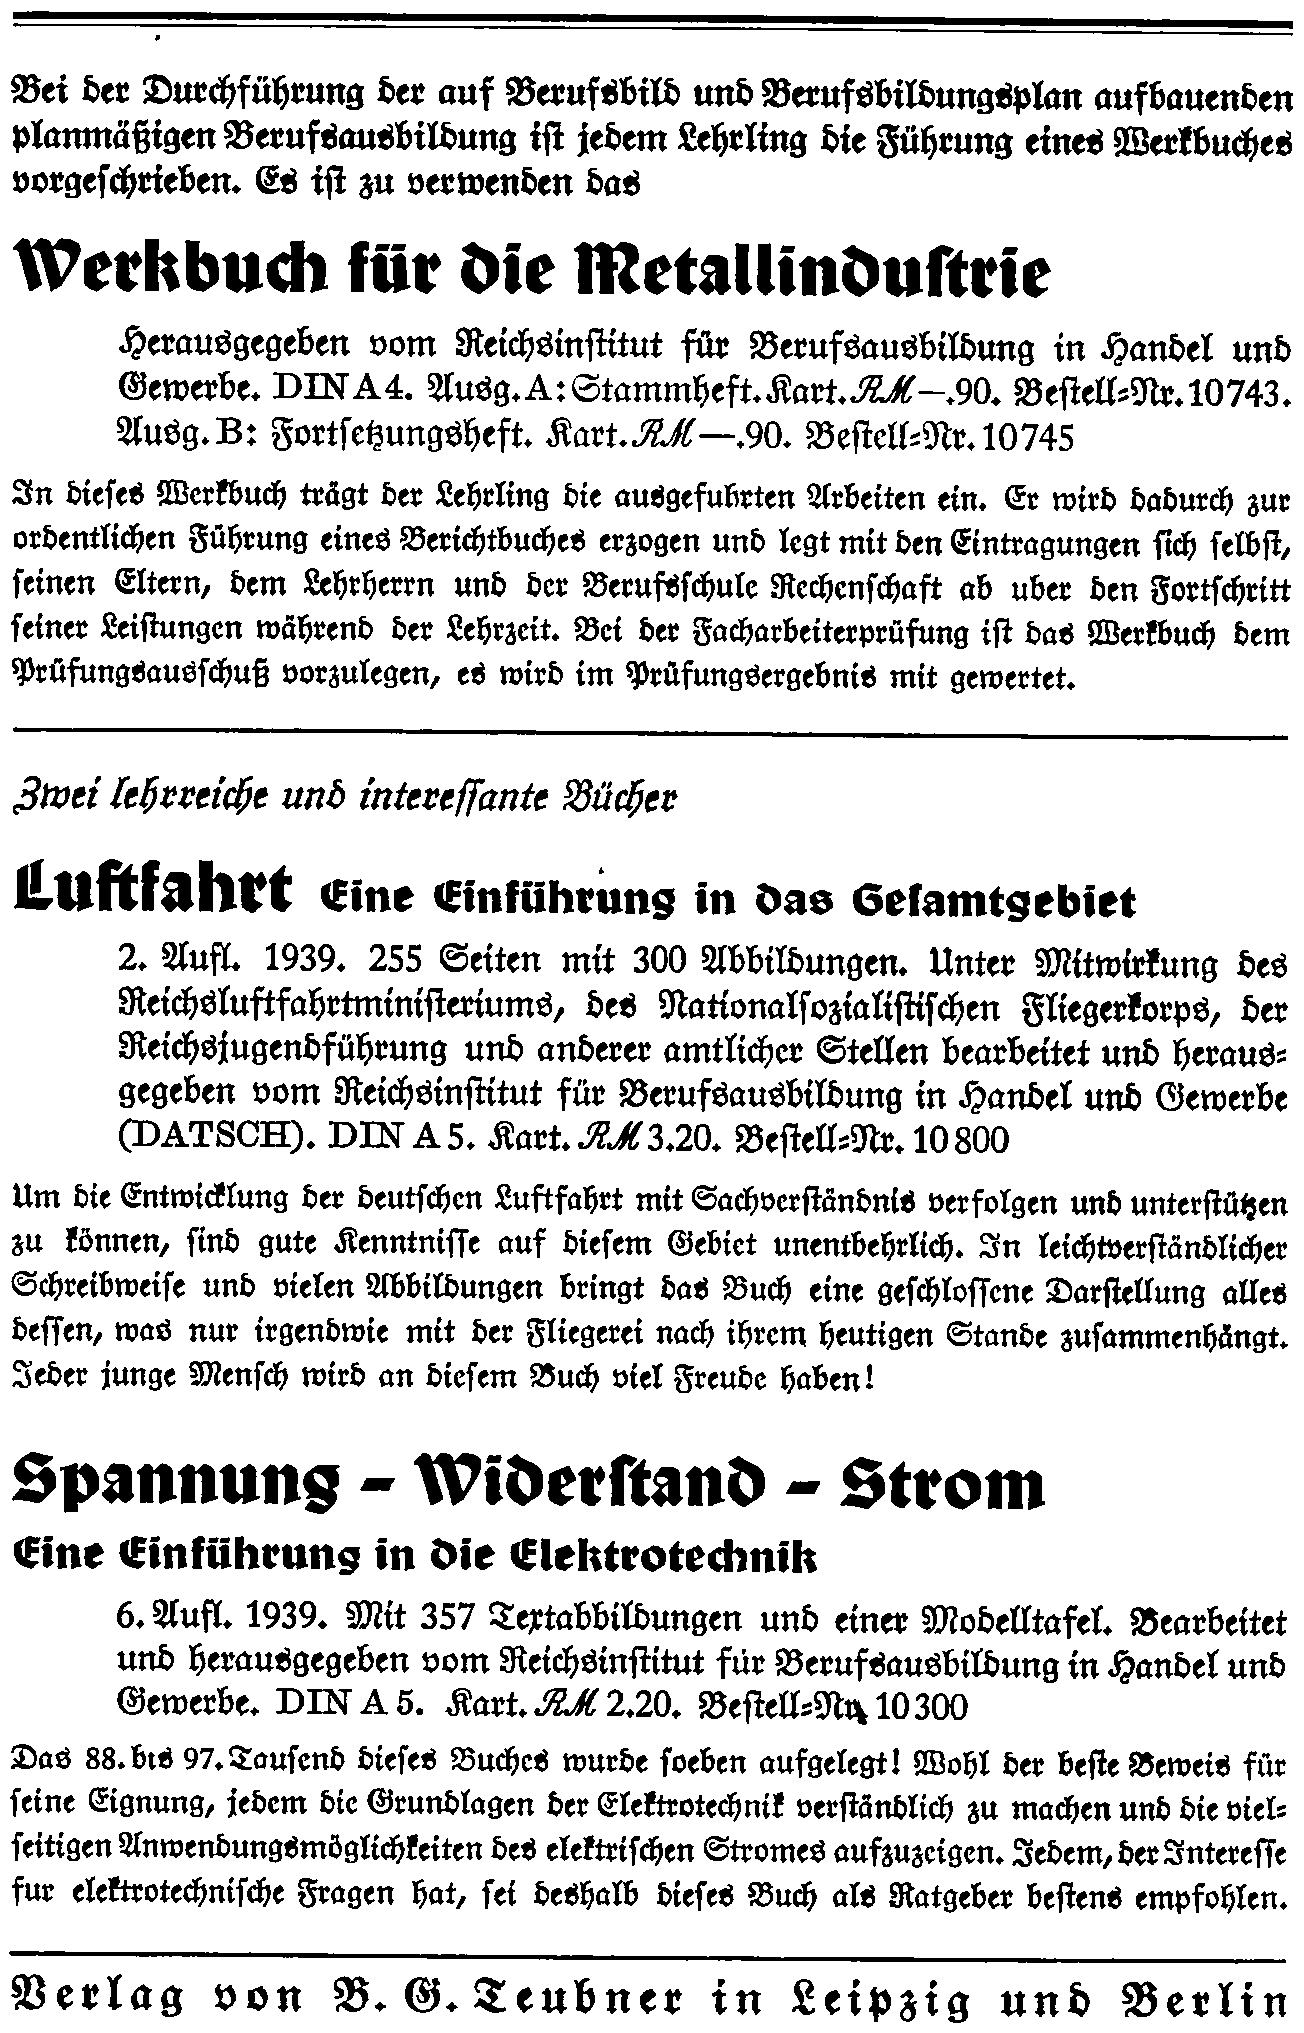 Bei der Durchführung der auf Berufsbild und Berufsbildungsplan aufbauenden
planmäßigen Berufsausbildung ist jedem Lehrling die Führung eines Werkbuches
vorgeschrieben. Es ist zu verwenden das
Werkbuch für die Metallindustrie
Herausgegeben vom Reichsinstitut für Berufsausbildung in Handel und
Gewerbe. DIN A 4. Ausg. A: Stammheft. Kart. RM —.90. Bestell-Nr. 10743.
Ausg. B: Fortsetzungsheft. Kart. RM —.90. Bestell-Nr. 10745
In dieses Werkbuch trägt der Lehrling die ausgefuhrten Arbeiten ein. Er wird dadurch zur
ordentlichen Führung eines Berichtbuches erzogen und legt mit den Eintragungen sich selbst,
seinen Eltern, dem Lehrherrn und der Berufsschule Rechenschaft ab uber den Fortschritt
seiner Leistungen während der Lehrzeit. Bei der Facharbeiterprüfung ist das Werkbuch dem
Prüfungsausschuß vorzulegen, es wird im Prüfungsergebnis mit gewertet.
Zwei lehrreiche und interessante Bücher
Luftfahrt Eine Einführung in das Gesamtgebiet
2. Aufl. 1939. 255 Seiten mit 300 Abbildungen. Unter Mitwirkung des
Reichsluftfahrtministeriums, des Nationalsozialistischen Fliegerkorps, der
Reichsjugendführung und anderer amtlicher Stellen bearbeitet und heraus-
gegeben vom Reichsinstitut für Berufsausbildung in Handel und Gewerbe
(DATSCH). DIN A 5. Kart. RM 3.20. Bestell-Nr. 10 800
Um die Entwicklung der deutschen Luftfahrt mit Sachverständnis verfolgen und unterstützen
zu können, sind gute Kenntnisse auf diesem Gebiet unentbehrlich. In leichtverständlicher
Schreibweise und vielen Abbildungen bringt das Buch eine geschlossene Darstellung alles
dessen, was nur irgendwie mit der Fliegerei nach ihrem heutigen Stande zusammenhängt.
Jeder junge Mensch wird an diesem Buch viel Freude haben!
Spannung – Widerstand – Strom
Eine Einführung in die Elektrotechnik
6. Aufl. 1939. Mit 357 Textabbildungen und einer Modelltafel. Bearbeitet
und herausgegeben vom Reichsinstitut für Berufsausbildung in Handel und
Gewerbe. DIN A 5. Kart. RM 2.20. Bestell-Nr. 10 300
Das 88. bis 97. Tausend dieses Buches wurde soeben aufgelegt! Wohl der beste Beweis für
seine Eignung, jedem die Grundlagen der Elektrotechnik verständlich zu machen und die viel-
seitigen Anwendungsmöglichkeiten des elektrischen Stromes aufzuzeigen. Jedem, der Interesse
fur elektrotechnische Fragen hat, sei deshalb dieses Buch als Ratgeber bestens empfohlen.
Verlag von B. G. Teubner in Leipzig und Berlin